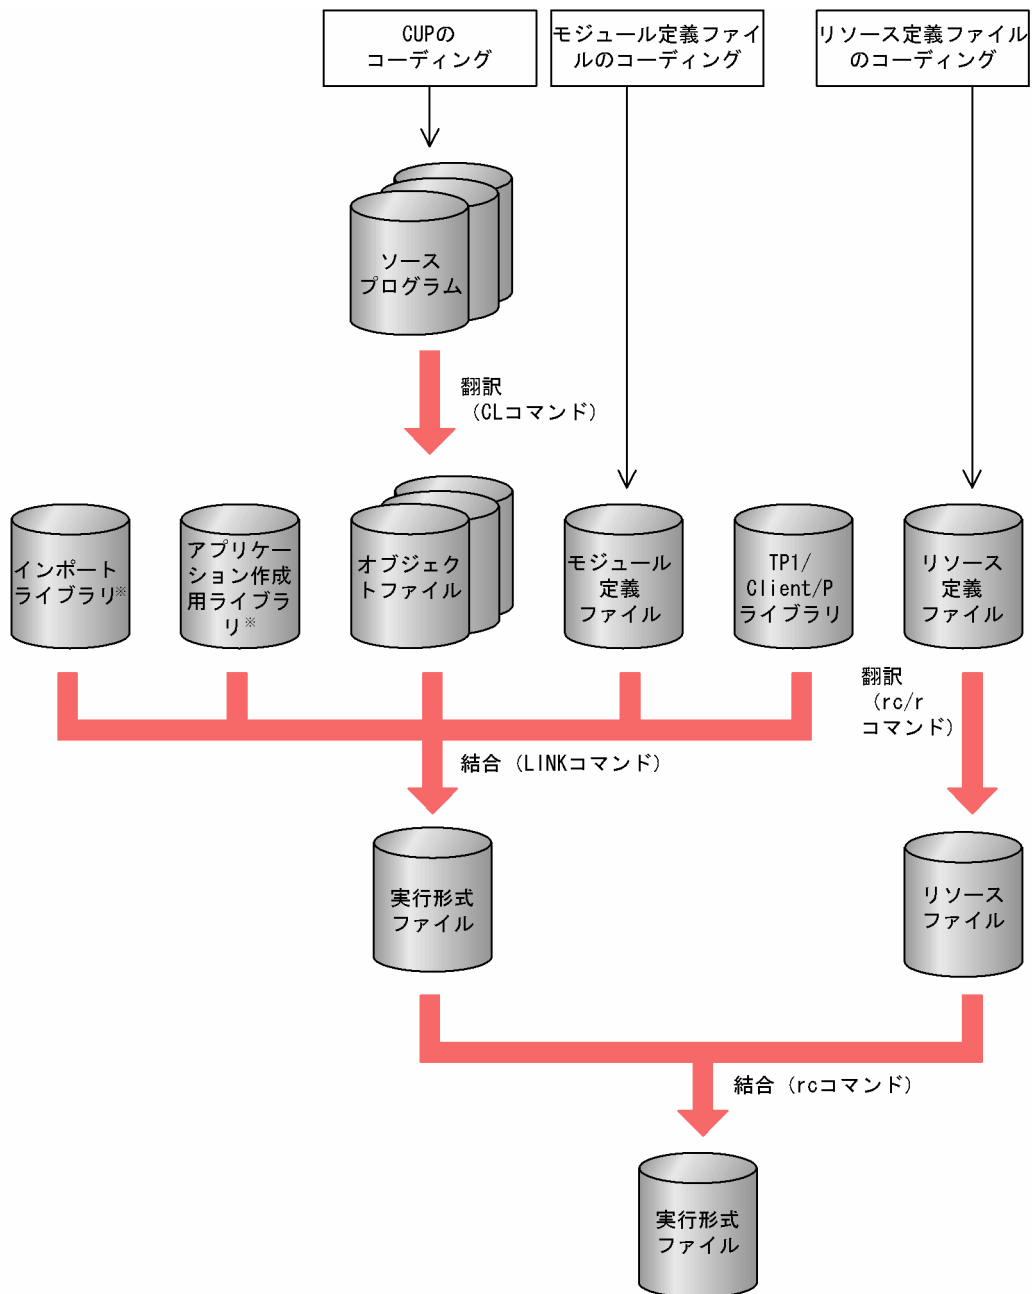 CUPの
コーディング
モジュール定義ファイ
ルのコーディング
リソース定義ファイル
のコーディング
ソース
プログラム
翻訳
（CLコマンド）
インポート
ライブラリ※
アプリケー
ション作成
用ライブラ
リ※
オブジェク
トファイル
モジュール
定義
ファイル
TP1/
Client/P
ライブラリ
リソース
定義
ファイル
翻訳
（rc/r
コマンド）
結合（LINKコマンド）
実行形式
ファイル
リソース
ファイル
結合（rcコマンド）
実行形式
ファイル